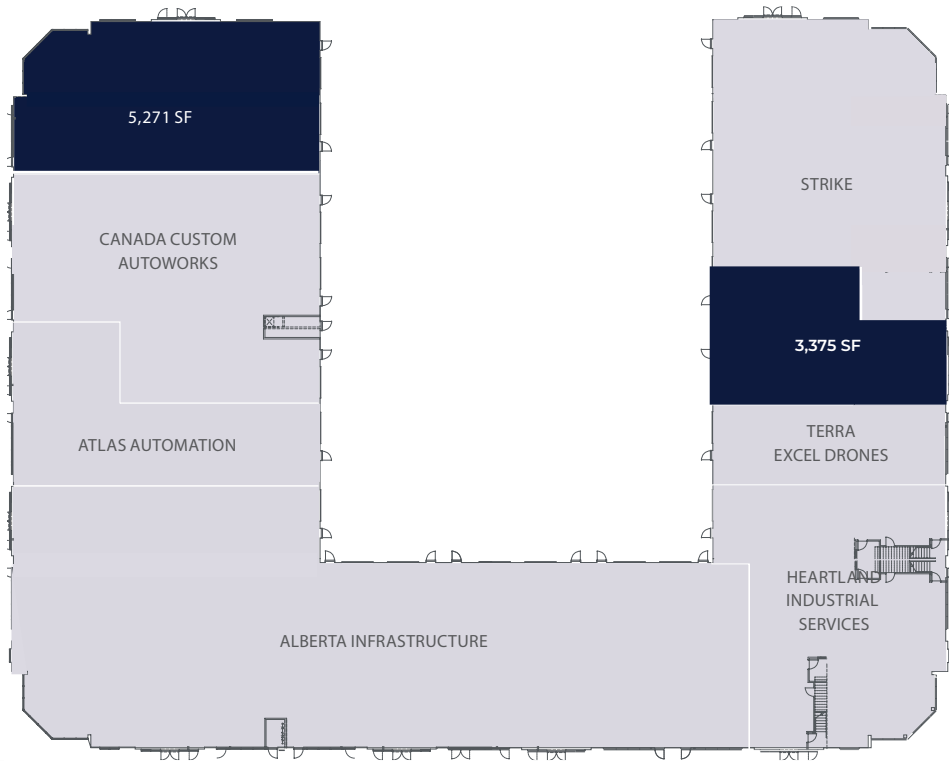 5,271 SF
CANADA CUSTOM
AUTOWORKS
ATLAS AUTOMATION
STRIKE
3,375 SF
TERRA
EXCEL DRONES
HEARTLAND
INDUSTRIAL
SERVICES
ALBERTA INFRASTRUCTURE